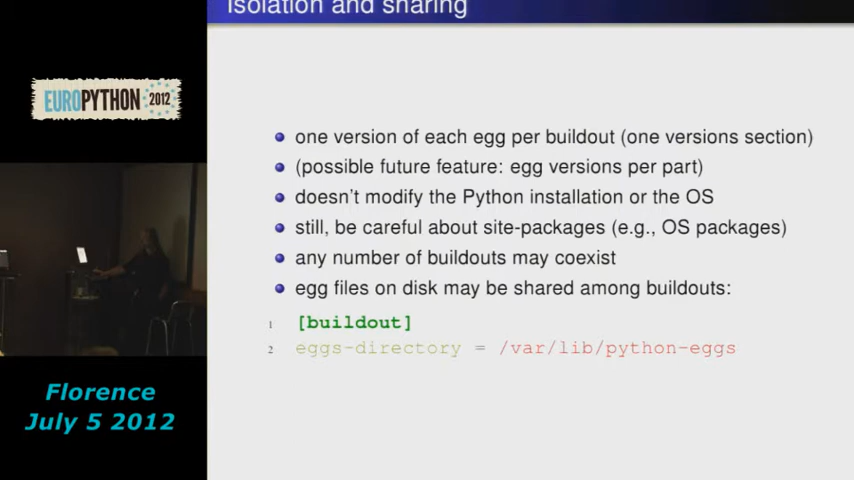 Isolation and sharing
EUROPYTHON 2012
one version of each egg per buildout (one versions section)
(possible future feature: egg versions per part)
doesn't modify the Python installation or the OS
still, be careful about site-packages (e.g., OS packages)
any number of buildouts may coexist
egg files on disk may be shared among buildouts:
1 [buildout]
2 eggs-directory = /var/lib/python-eggs
Florence
July 5 2012